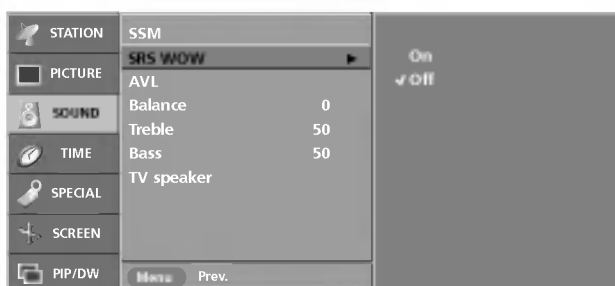 STATION
PICTURE
SOUND
TIME
SPECIAL
SCREEN
PIP/DW
SSM
SRS WOW
AVL
Balance 0
Treble 50
Bass 50
TV speaker
Menu Prev.
On
Off